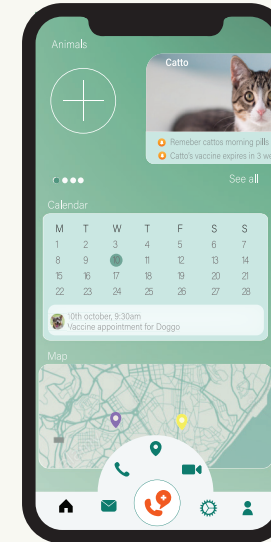 Animals
Catto
Remeber cattos morning pills
Catto's vaccine expires in 3 we
See all
Calendar
M T W T F S S
1 2 3 4 5 6 7
8 9 10 11 12 13 14
15 16 17 18 19 20 21
22 23 24 25 26 27 28
10th october, 9:30am
Vaccine appointment for Doggo
Map